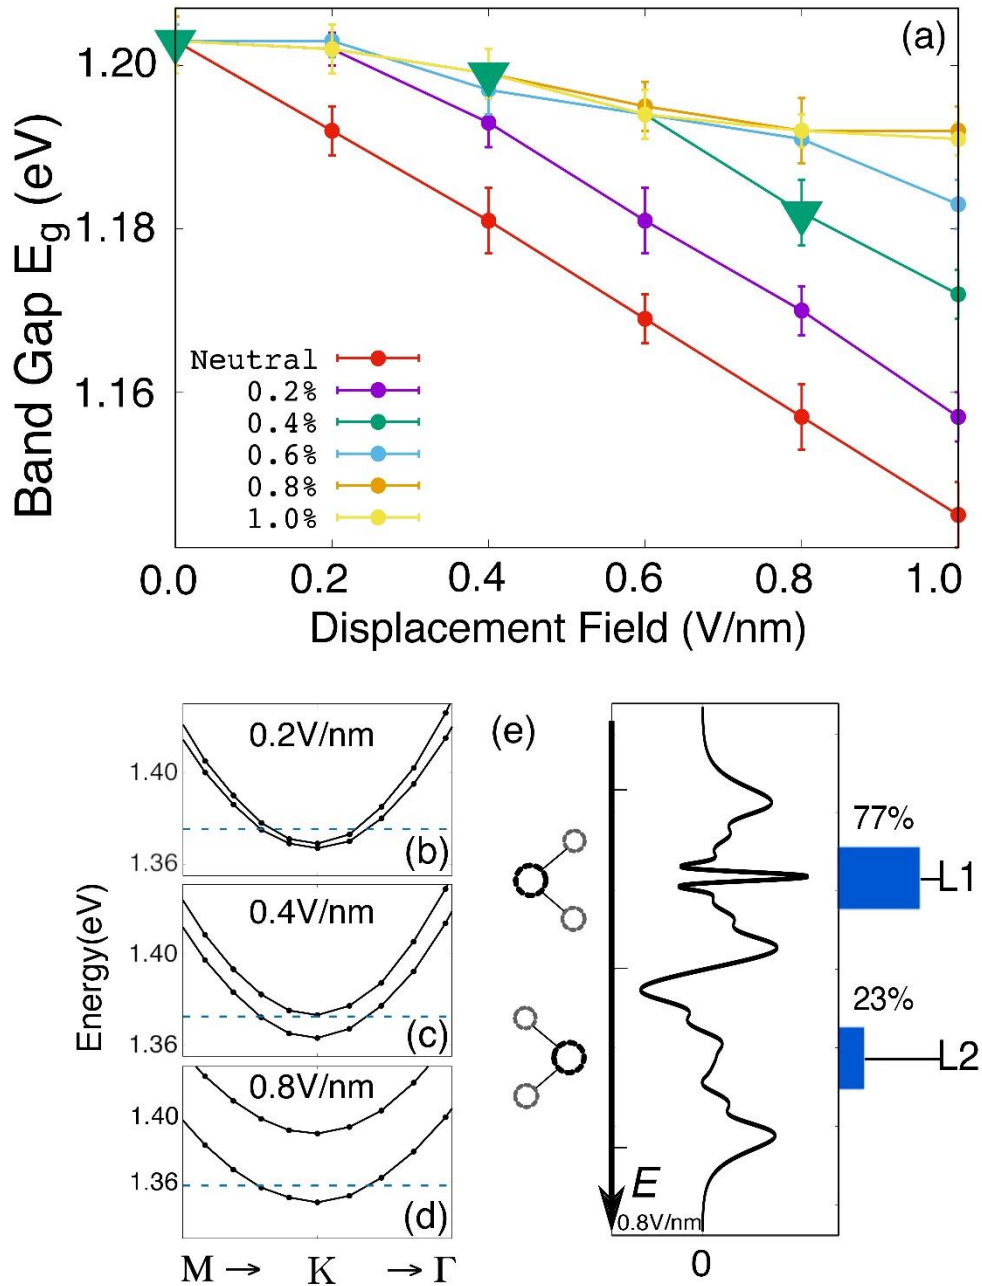 (a)
1.20
1.18
1.16
Band Gap E_g (eV)
Neutral
0.2%
0.4%
0.6%
0.8%
1.0%
0.0 0.2 0.4 0.6 0.8 1.0
Displacement Field (V/nm)
0.2V/nm
1.40
1.36
(b)
0.4V/nm
1.40
1.36
(c)
0.8V/nm
1.40
1.36
(d)
Energy(eV)
M → K → Γ
(e)
77%
L1
23%
L2
E
0.8V/nm
0